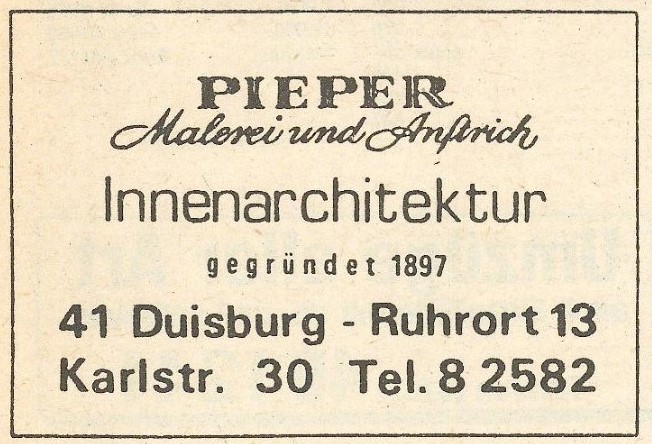 PIEPER
Malerei und Anstrich
Innenarchitektur
gegründet 1897
41 Duisburg - Ruhrort 13
Karlstr. 30 Tel. 8 2582